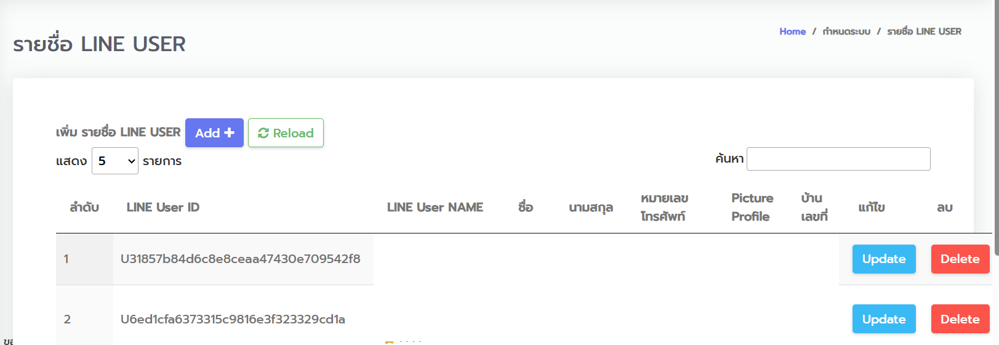 Home / กำหนดระบบ / รายชื่อ LINE USER
รายชื่อ LINE USER
เพิ่ม รายชื่อ LINE USER Add Reload
แสดง 5 รายการ ค้นหา
ลำดับ LINE User ID LINE User NAME ชื่อ นามสกุล หมายเลข โทรศัพท์ Picture Profile บ้าน เลขที่ แก้ไข ลบ
1 U31857b84d6c8e8ceaa47430e709542f8 Update Delete
2 U6ed1cfa6373315c9816e3f323329cd1a Update Delete